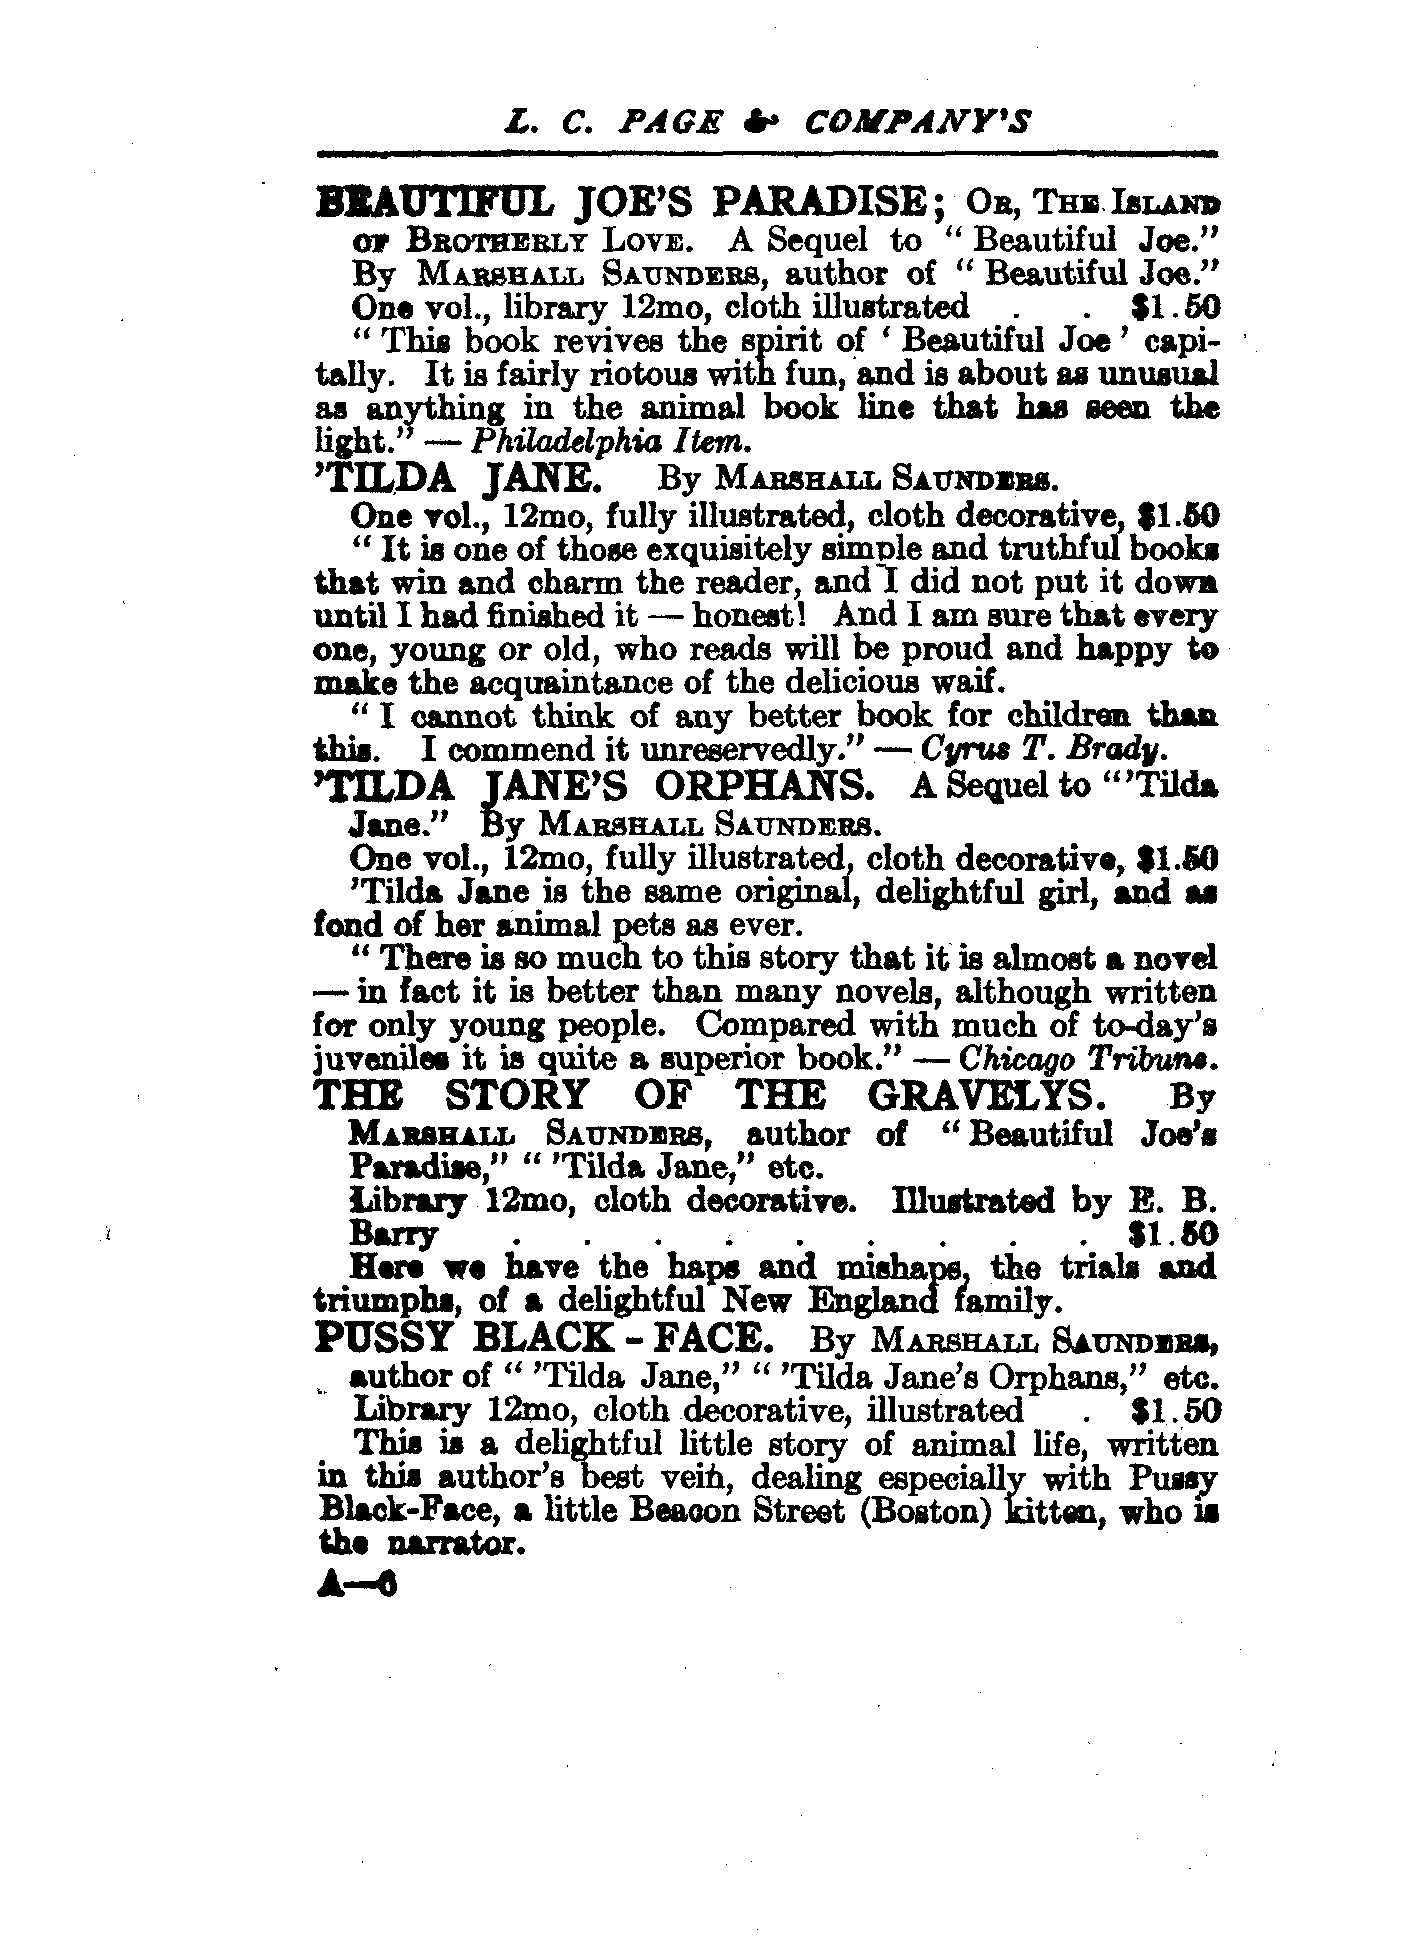 L. C. PAGE & COMPANY'S
BEAUTIFUL JOE'S PARADISE; OR, THE ISLAND
OF BROTHERLY LOVE. A Sequel to “Beautiful Joe.”
By MARSHALL SAUNDERS, author of “Beautiful Joe.”
One vol., library 12mo, cloth illustrated . . $1.50
“This book revives the spirit of ‘Beautiful Joe’ capi-
tally. It is fairly riotous with fun, and is about as unusual
as anything in the animal book line that has seen the
light.” — Philadelphia Item.
’TILDA JANE. By MARSHALL SAUNDERS.
One vol., 12mo, fully illustrated, cloth decorative, $1.50
“It is one of those exquisitely simple and truthful books
that win and charm the reader, and I did not put it down
until I had finished it — honest! And I am sure that every
one, young or old, who reads will be proud and happy to
make the acquaintance of the delicious waif.
“I cannot think of any better book for children than
this. I commend it unreservedly.” — Cyrus T. Brady.
’TILDA JANE'S ORPHANS. A Sequel to “’Tilda
Jane.” By MARSHALL SAUNDERS.
One vol., 12mo, fully illustrated, cloth decorative, $1.50
’Tilda Jane is the same original, delightful girl, and as
fond of her animal pets as ever.
“There is so much to this story that it is almost a novel
— in fact it is better than many novels, although written
for only young people. Compared with much of to-day's
juveniles it is quite a superior book.” — Chicago Tribune.
THE STORY OF THE GRAVELYS. By
MARSHALL SAUNDERS, author of “Beautiful Joe's
Paradise,” “’Tilda Jane,” etc.
Library 12mo, cloth decorative. Illustrated by E. B.
Barry . . . . . . . . . $1.50
Here we have the haps and mishaps, the trials and
triumphs, of a delightful New England family.
PUSSY BLACK-FACE. By MARSHALL SAUNDERS,
author of “’Tilda Jane,” “’Tilda Jane's Orphans,” etc.
Library 12mo, cloth decorative, illustrated . $1.50
This is a delightful little story of animal life, written
in this author's best vein, dealing especially with Pussy
Black-Face, a little Beacon Street (Boston) kitten, who is
the narrator.
A—6